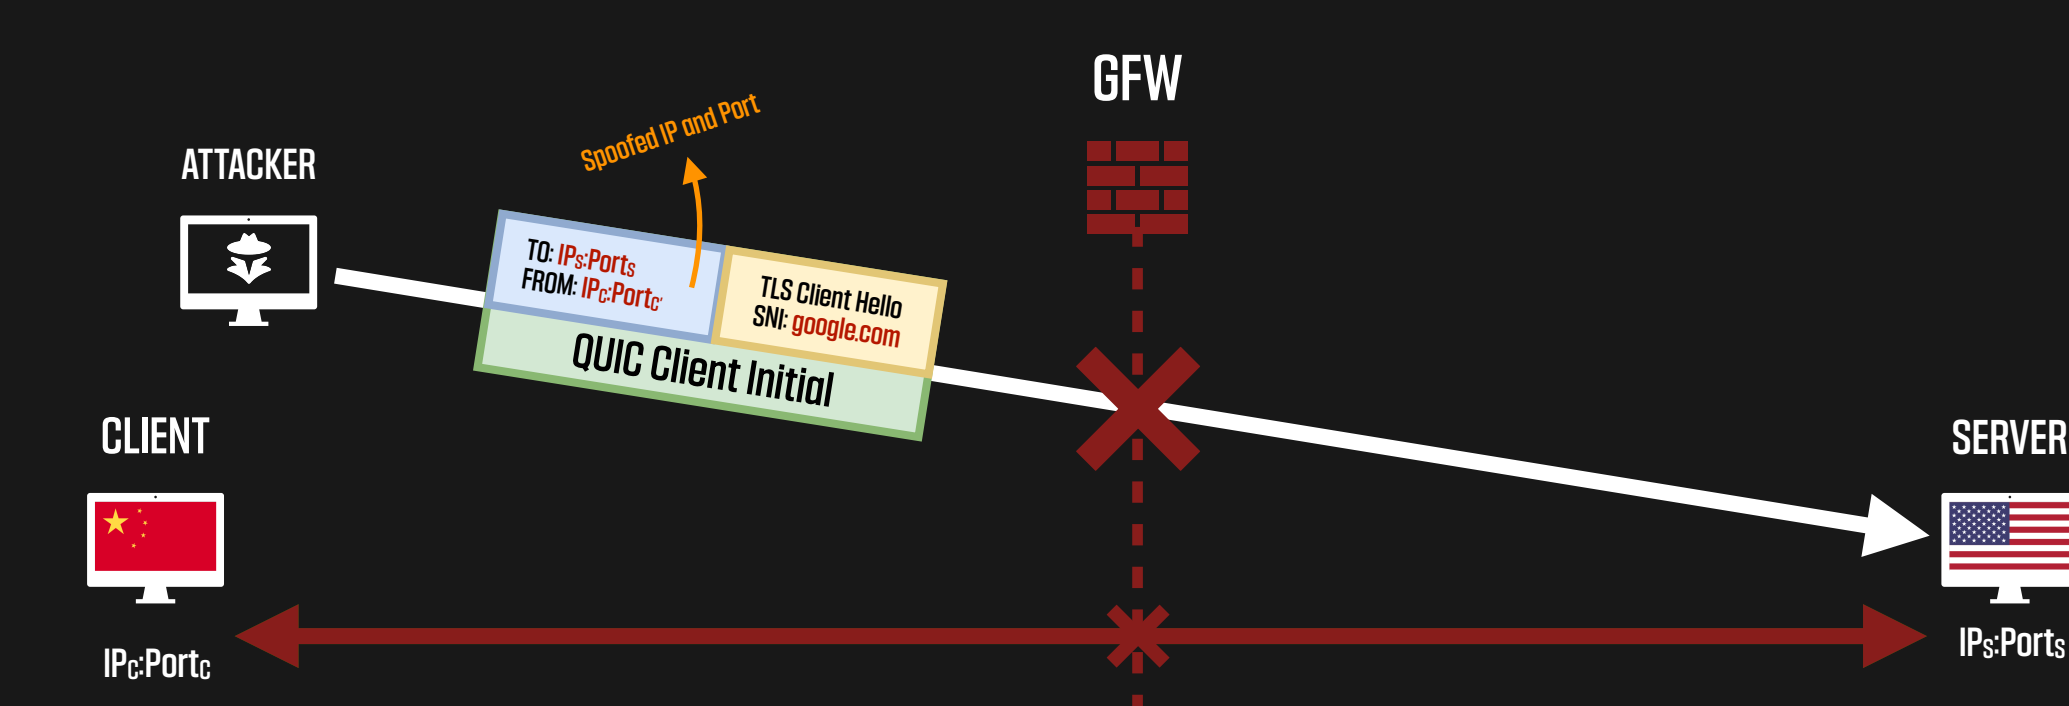 GFW
Spoofed IP and Port
ATTACKER
TO: IPs:Ports
FROM: IPc:Portc'
TLS Client Hello
SNI: google.com
QUIC Client Initial
CLIENT
SERVER
IPc:Portc
IPs:Ports